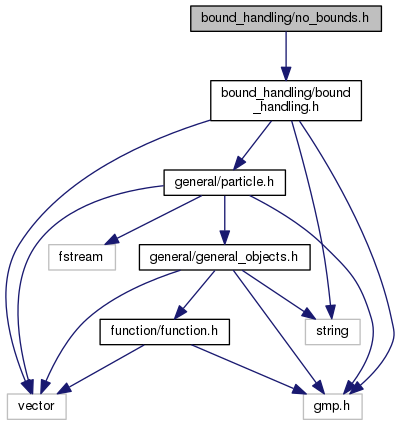 bound_handling/no_bounds.h
bound_handling/bound
_handling.h
general/particle.h
fstream
general/general_objects.h
function/function.h
string
vector
gmp.h